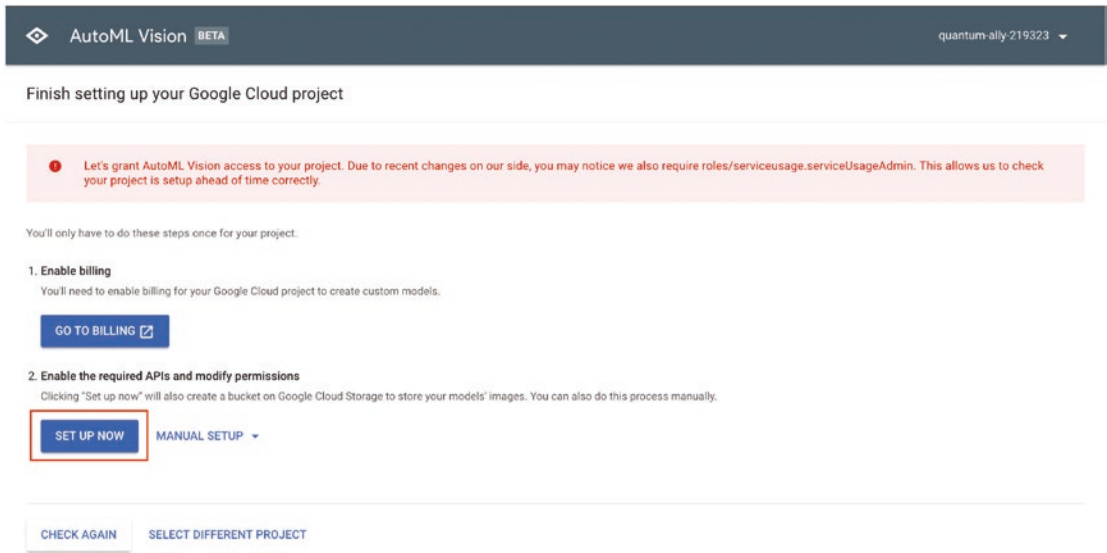 AutoML Vision BETA
quantum-ally-219323
Finish setting up your Google Cloud project
Let's grant AutoML Vision access to your project. Due to recent changes on our side, you may notice we also require roles/serviceusage.serviceUsageAdmin. This allows us to check
your project is setup ahead of time correctly.
You'll only have to do these steps once for your project.
1. Enable billing
You'll need to enable billing for your Google Cloud project to create custom models.
GO TO BILLING
2. Enable the required APIs and modify permissions
Clicking "Set up now" will also create a bucket on Google Cloud Storage to store your models' images. You can also do this process manually.
SET UP NOW MANUAL SETUP
CHECK AGAIN SELECT DIFFERENT PROJECT